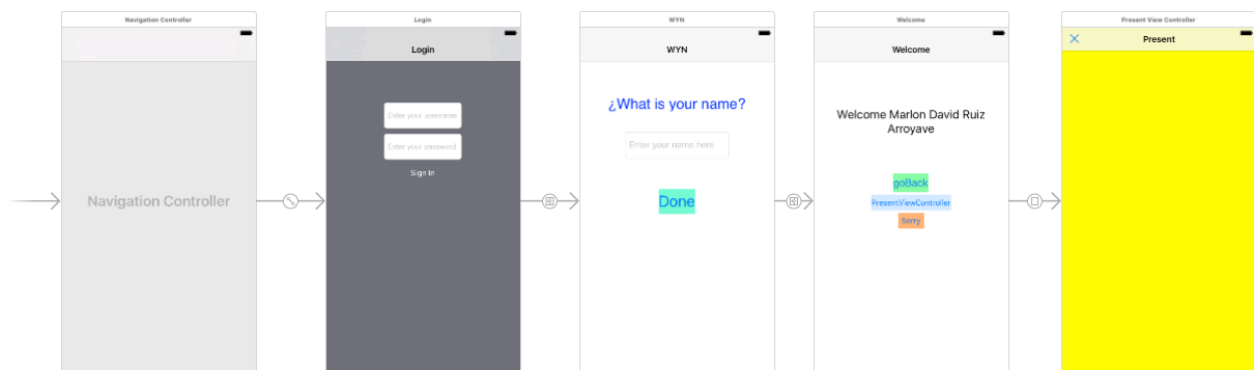 Navigation Controller
Navigation Controller
Login
Login
Enter your username
Enter your password
Sign In
WYN
WYN
¿What is your name?
Enter your name here
Done
Welcome
Welcome
Welcome Marlon David Ruiz
Arroyave
goBack
PresentViewController
Sorry
Present View Controller
Present